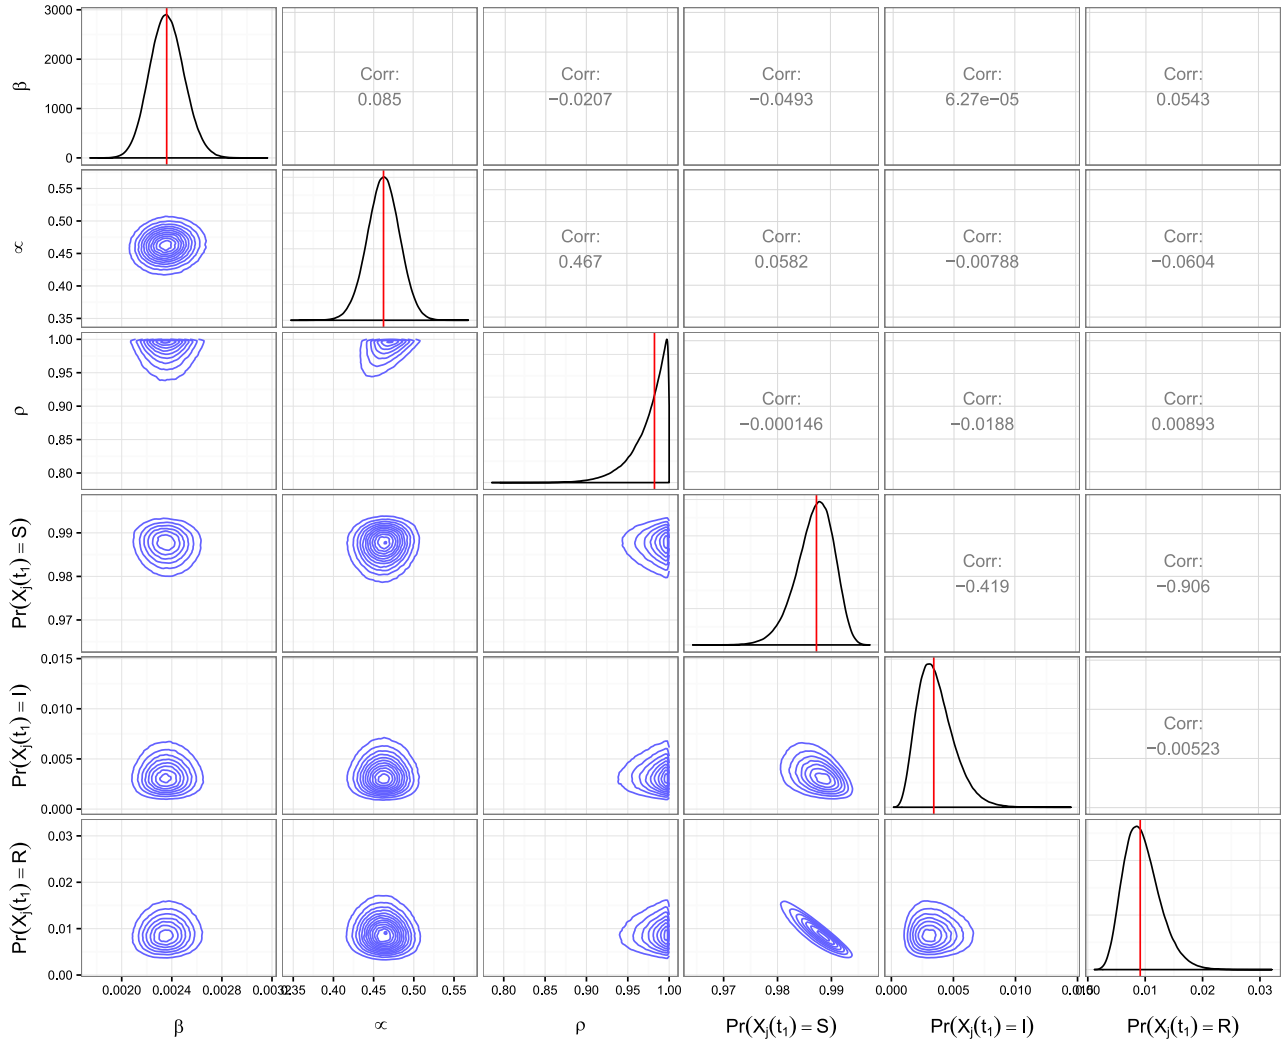 3000
2000
1000
0
β
Corr:
0.085
Corr:
−0.0207
Corr:
−0.0493
Corr:
6.27e−05
Corr:
0.0543
0.55
0.50
0.45
0.40
0.35
∝
Corr:
0.467
Corr:
0.0582
Corr:
−0.00788
Corr:
−0.0604
1.00
0.95
0.90
0.85
0.80
ρ
Corr:
−0.000146
Corr:
−0.0188
Corr:
0.00893
0.99
0.98
0.97
Pr(Xj(t1) = S)
Corr:
−0.419
Corr:
−0.906
0.015
0.010
0.005
0.000
Pr(Xj(t1) = I)
Corr:
−0.00523
0.03
0.02
0.01
0.00
Pr(Xj(t1) = R)
0.0020 0.0024 0.0028 0.0032
0.35 0.40 0.45 0.50 0.55
0.80 0.85 0.90 0.95 1.00
0.97 0.98 0.99
0.000 0.005 0.010 0.015
0.00 0.01 0.02 0.03
β ∝ ρ Pr(Xj(t1) = S) Pr(Xj(t1) = I) Pr(Xj(t1) = R)